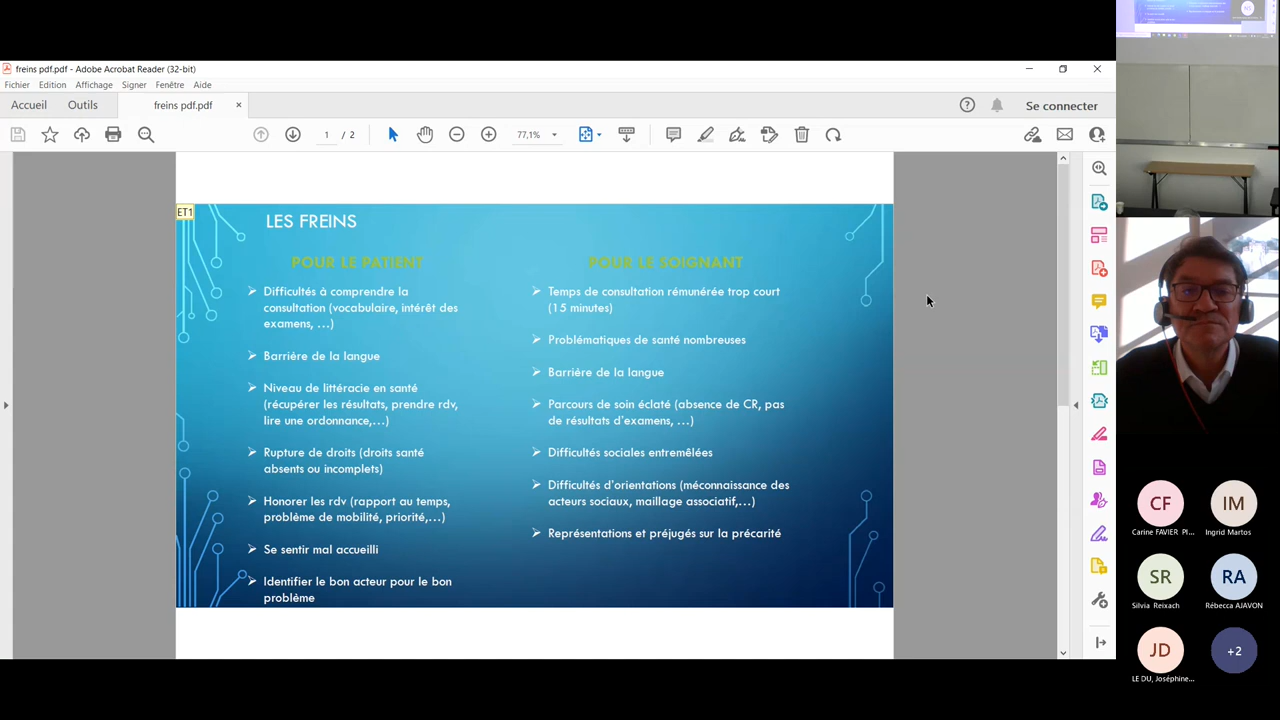 freins pdf.pdf - Adobe Acrobat Reader (32-bit)
Fichier Edition Affichage Signer Fenêtre Aide
Accueil Outils freins pdf.pdf × Se connecter
1 / 2 77,1%
ET1
LES FREINS
POUR LE PATIENT
Difficultés à comprendre la
consultation (vocabulaire, intérêt des
examens, ...)
Barrière de la langue
Niveau de littéracie en santé
(récupérer les résultats, prendre rdv,
lire une ordonnance,...)
Rupture de droits (droits santé
absents ou incomplets)
Honorer les rdv (rapport au temps,
problème de mobilité, priorité,...)
Se sentir mal accueilli
Identifier le bon acteur pour le bon
problème
POUR LE SOIGNANT
Temps de consultation rémunérée trop court
(15 minutes)
Problématiques de santé nombreuses
Barrière de la langue
Parcours de soin éclaté (absence de CR, pas
de résultats d'examens, ...)
Difficultés sociales entremêlées
Difficultés d'orientations (méconnaissance des
acteurs sociaux, maillage associatif,...)
Représentations et préjugés sur la précarité
CF IM
Carine FAVIER Pl... Ingrid Martos
SR RA
Silvia Reixach Rébecca AJAVON
JD +2
LE DU, Joséphine...